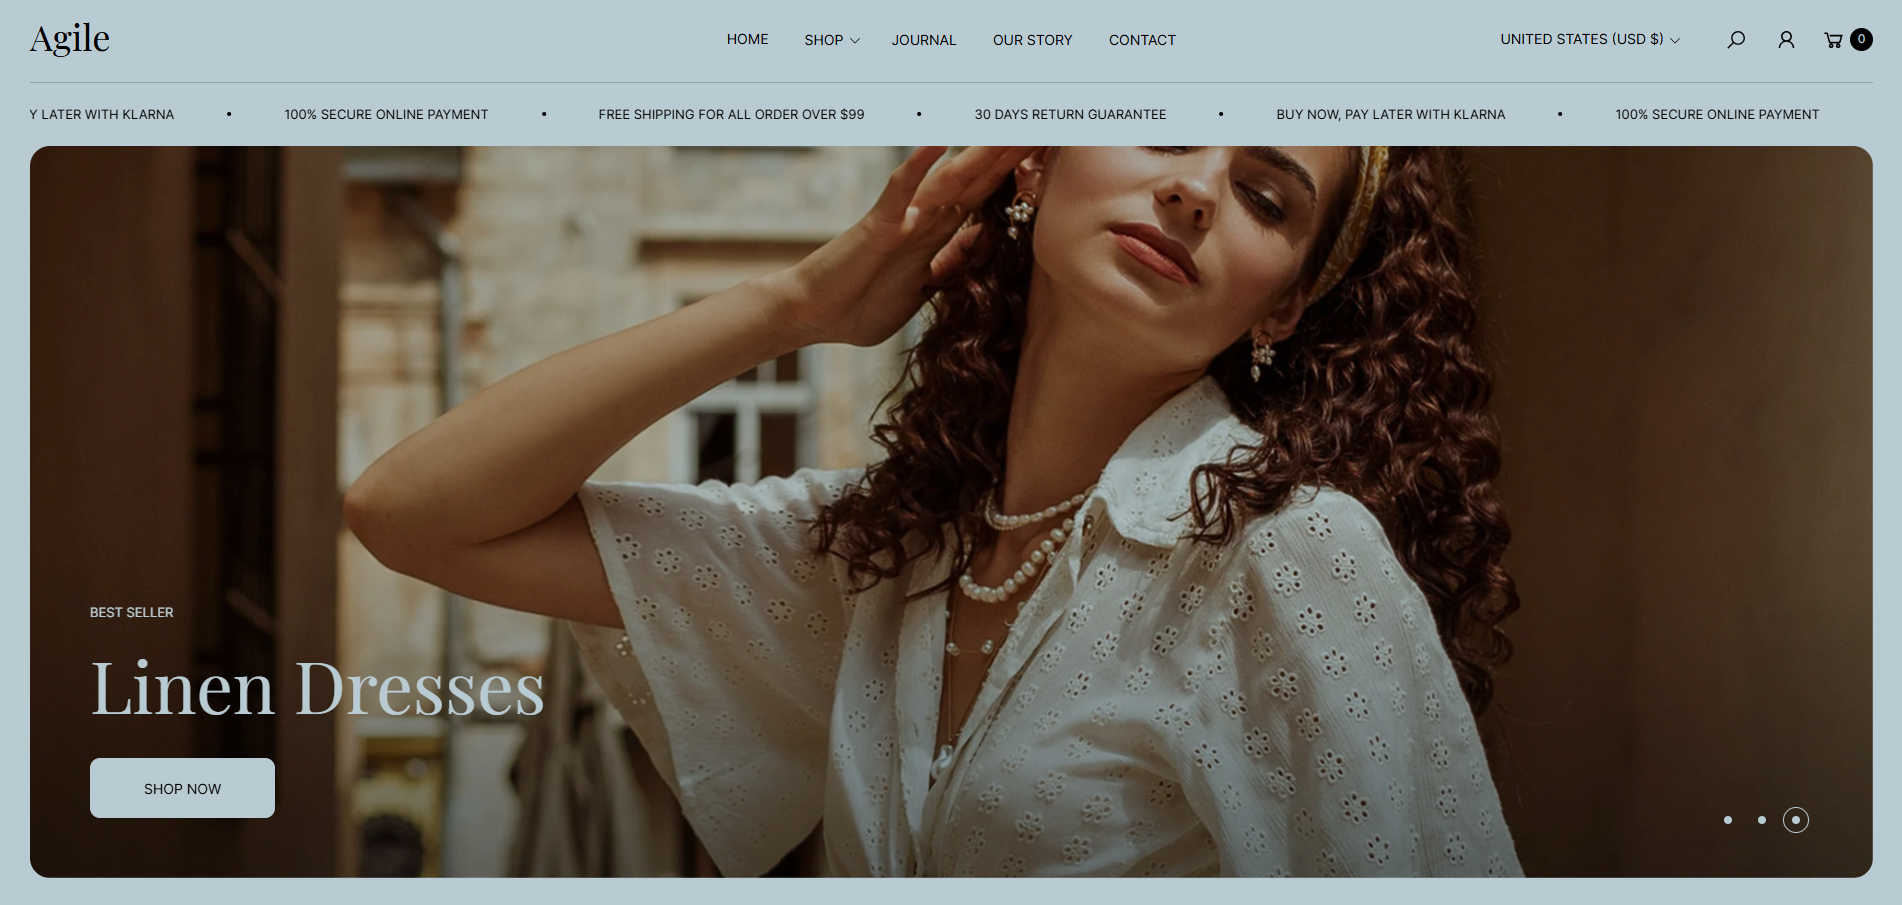 Agile
HOME SHOP JOURNAL OUR STORY CONTACT
UNITED STATES (USD $)
0
Y LATER WITH KLARNA • 100% SECURE ONLINE PAYMENT • FREE SHIPPING FOR ALL ORDER OVER $99 • 30 DAYS RETURN GUARANTEE • BUY NOW, PAY LATER WITH KLARNA • 100% SECURE ONLINE PAYMENT
BEST SELLER
Linen Dresses
SHOP NOW